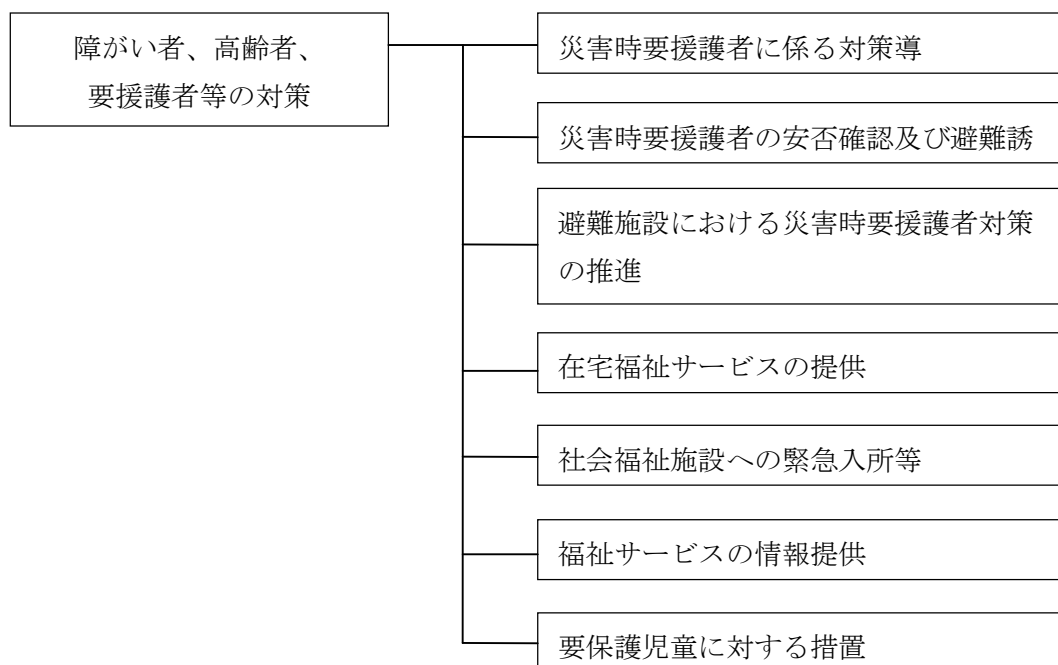 障がい者、高齢者、
要援護者等の対策
災害時要援護者に係る対策導
災害時要援護者の安否確認及び避難誘
避難施設における災害時要援護者対策
の推進
在宅福祉サービスの提供
社会福祉施設への緊急入所等
福祉サービスの情報提供
要保護児童に対する措置